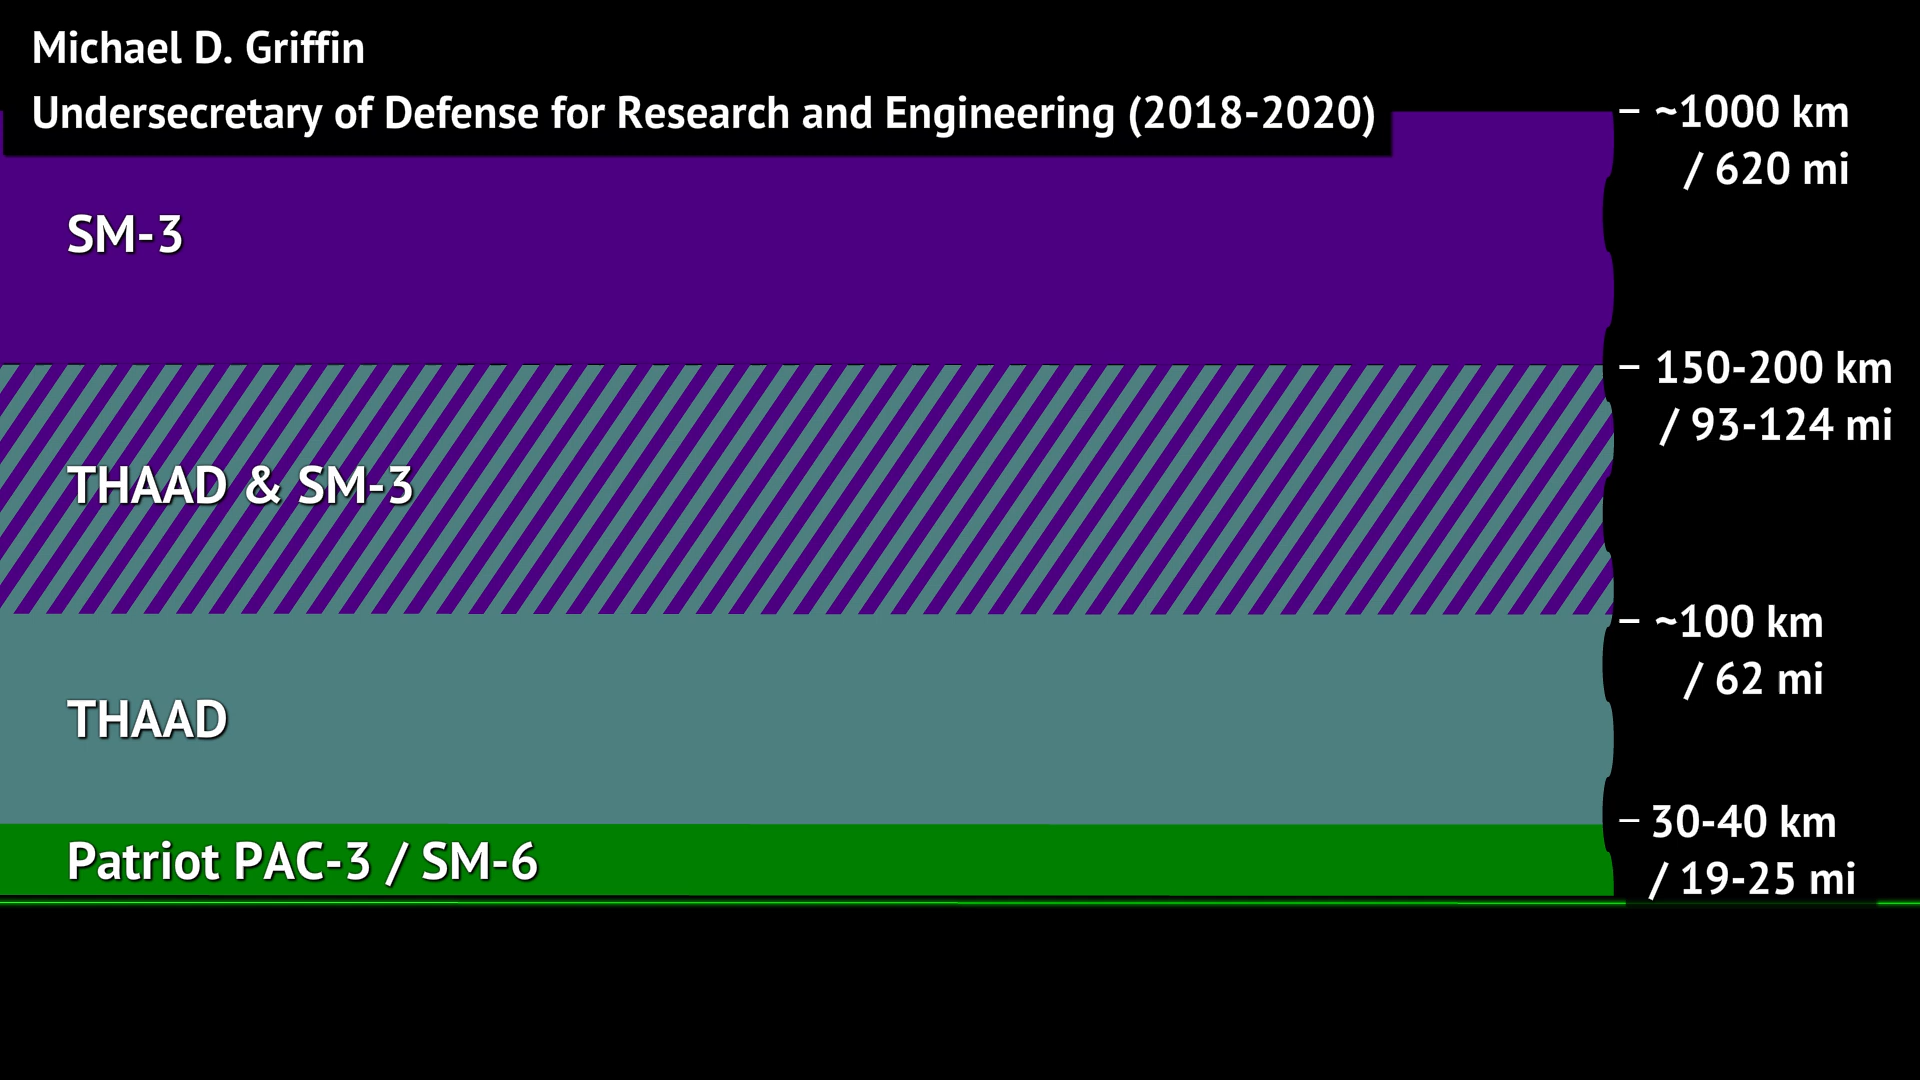 Michael D. Griffin
Undersecretary of Defense for Research and Engineering (2018-2020)
– ~1000 km
/ 620 mi
SM-3
– 150-200 km
/ 93-124 mi
THAAD & SM-3
– ~100 km
/ 62 mi
THAAD
– 30-40 km
/ 19-25 mi
Patriot PAC-3 / SM-6